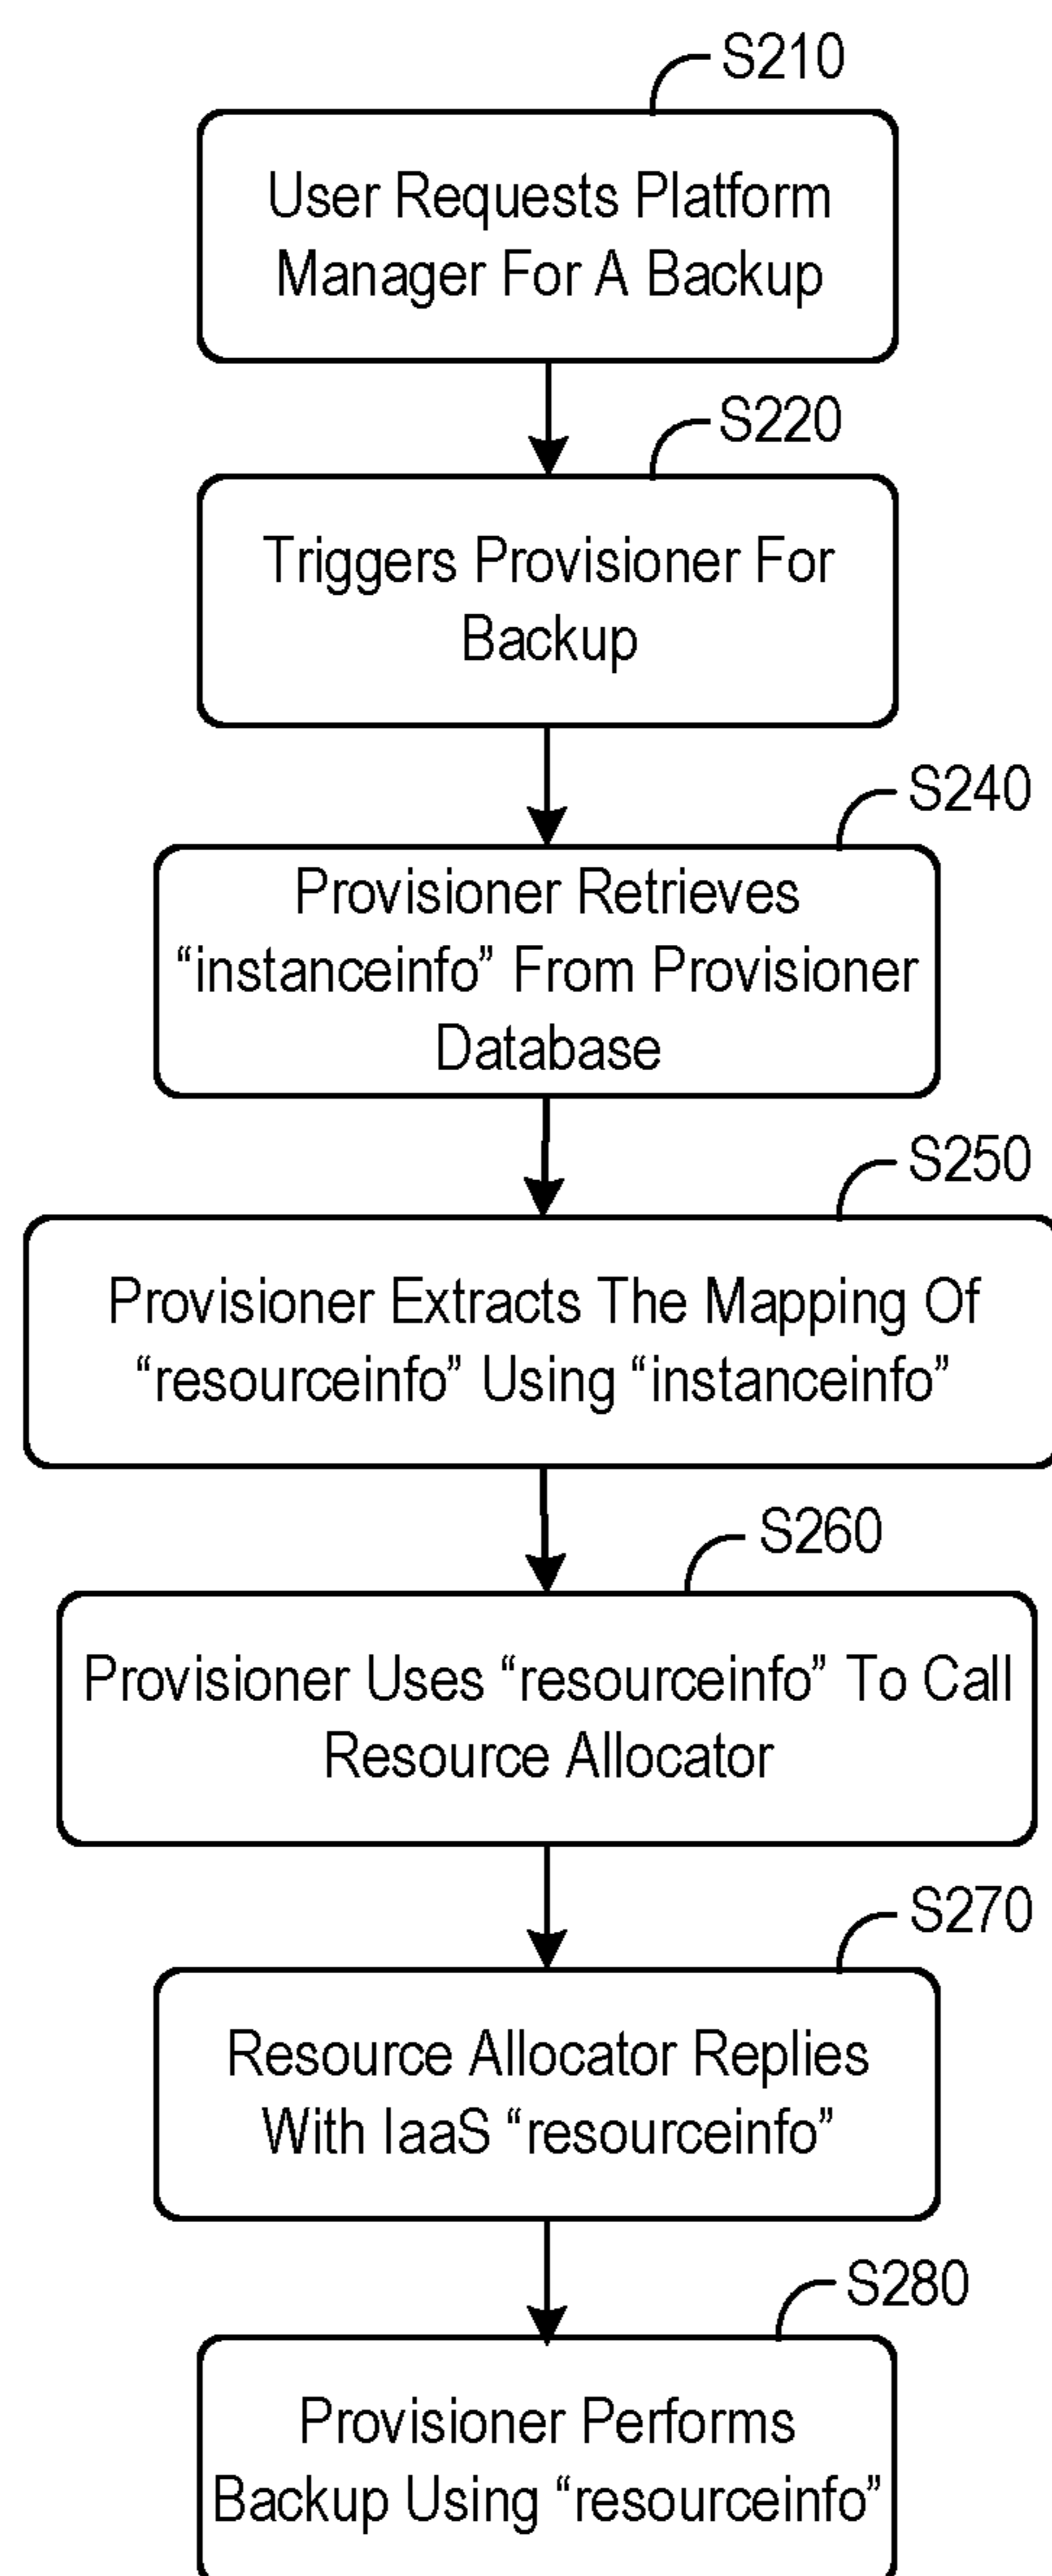 S210
User Requests Platform
Manager For A Backup
S220
Triggers Provisioner For
Backup
S240
Provisioner Retrieves
“instanceinfo” From Provisioner
Database
S250
Provisioner Extracts The Mapping Of
“resourceinfo” Using “instanceinfo”
S260
Provisioner Uses “resourceinfo” To Call
Resource Allocator
S270
Resource Allocator Replies
With IaaS “resourceinfo”
S280
Provisioner Performs
Backup Using “resourceinfo”